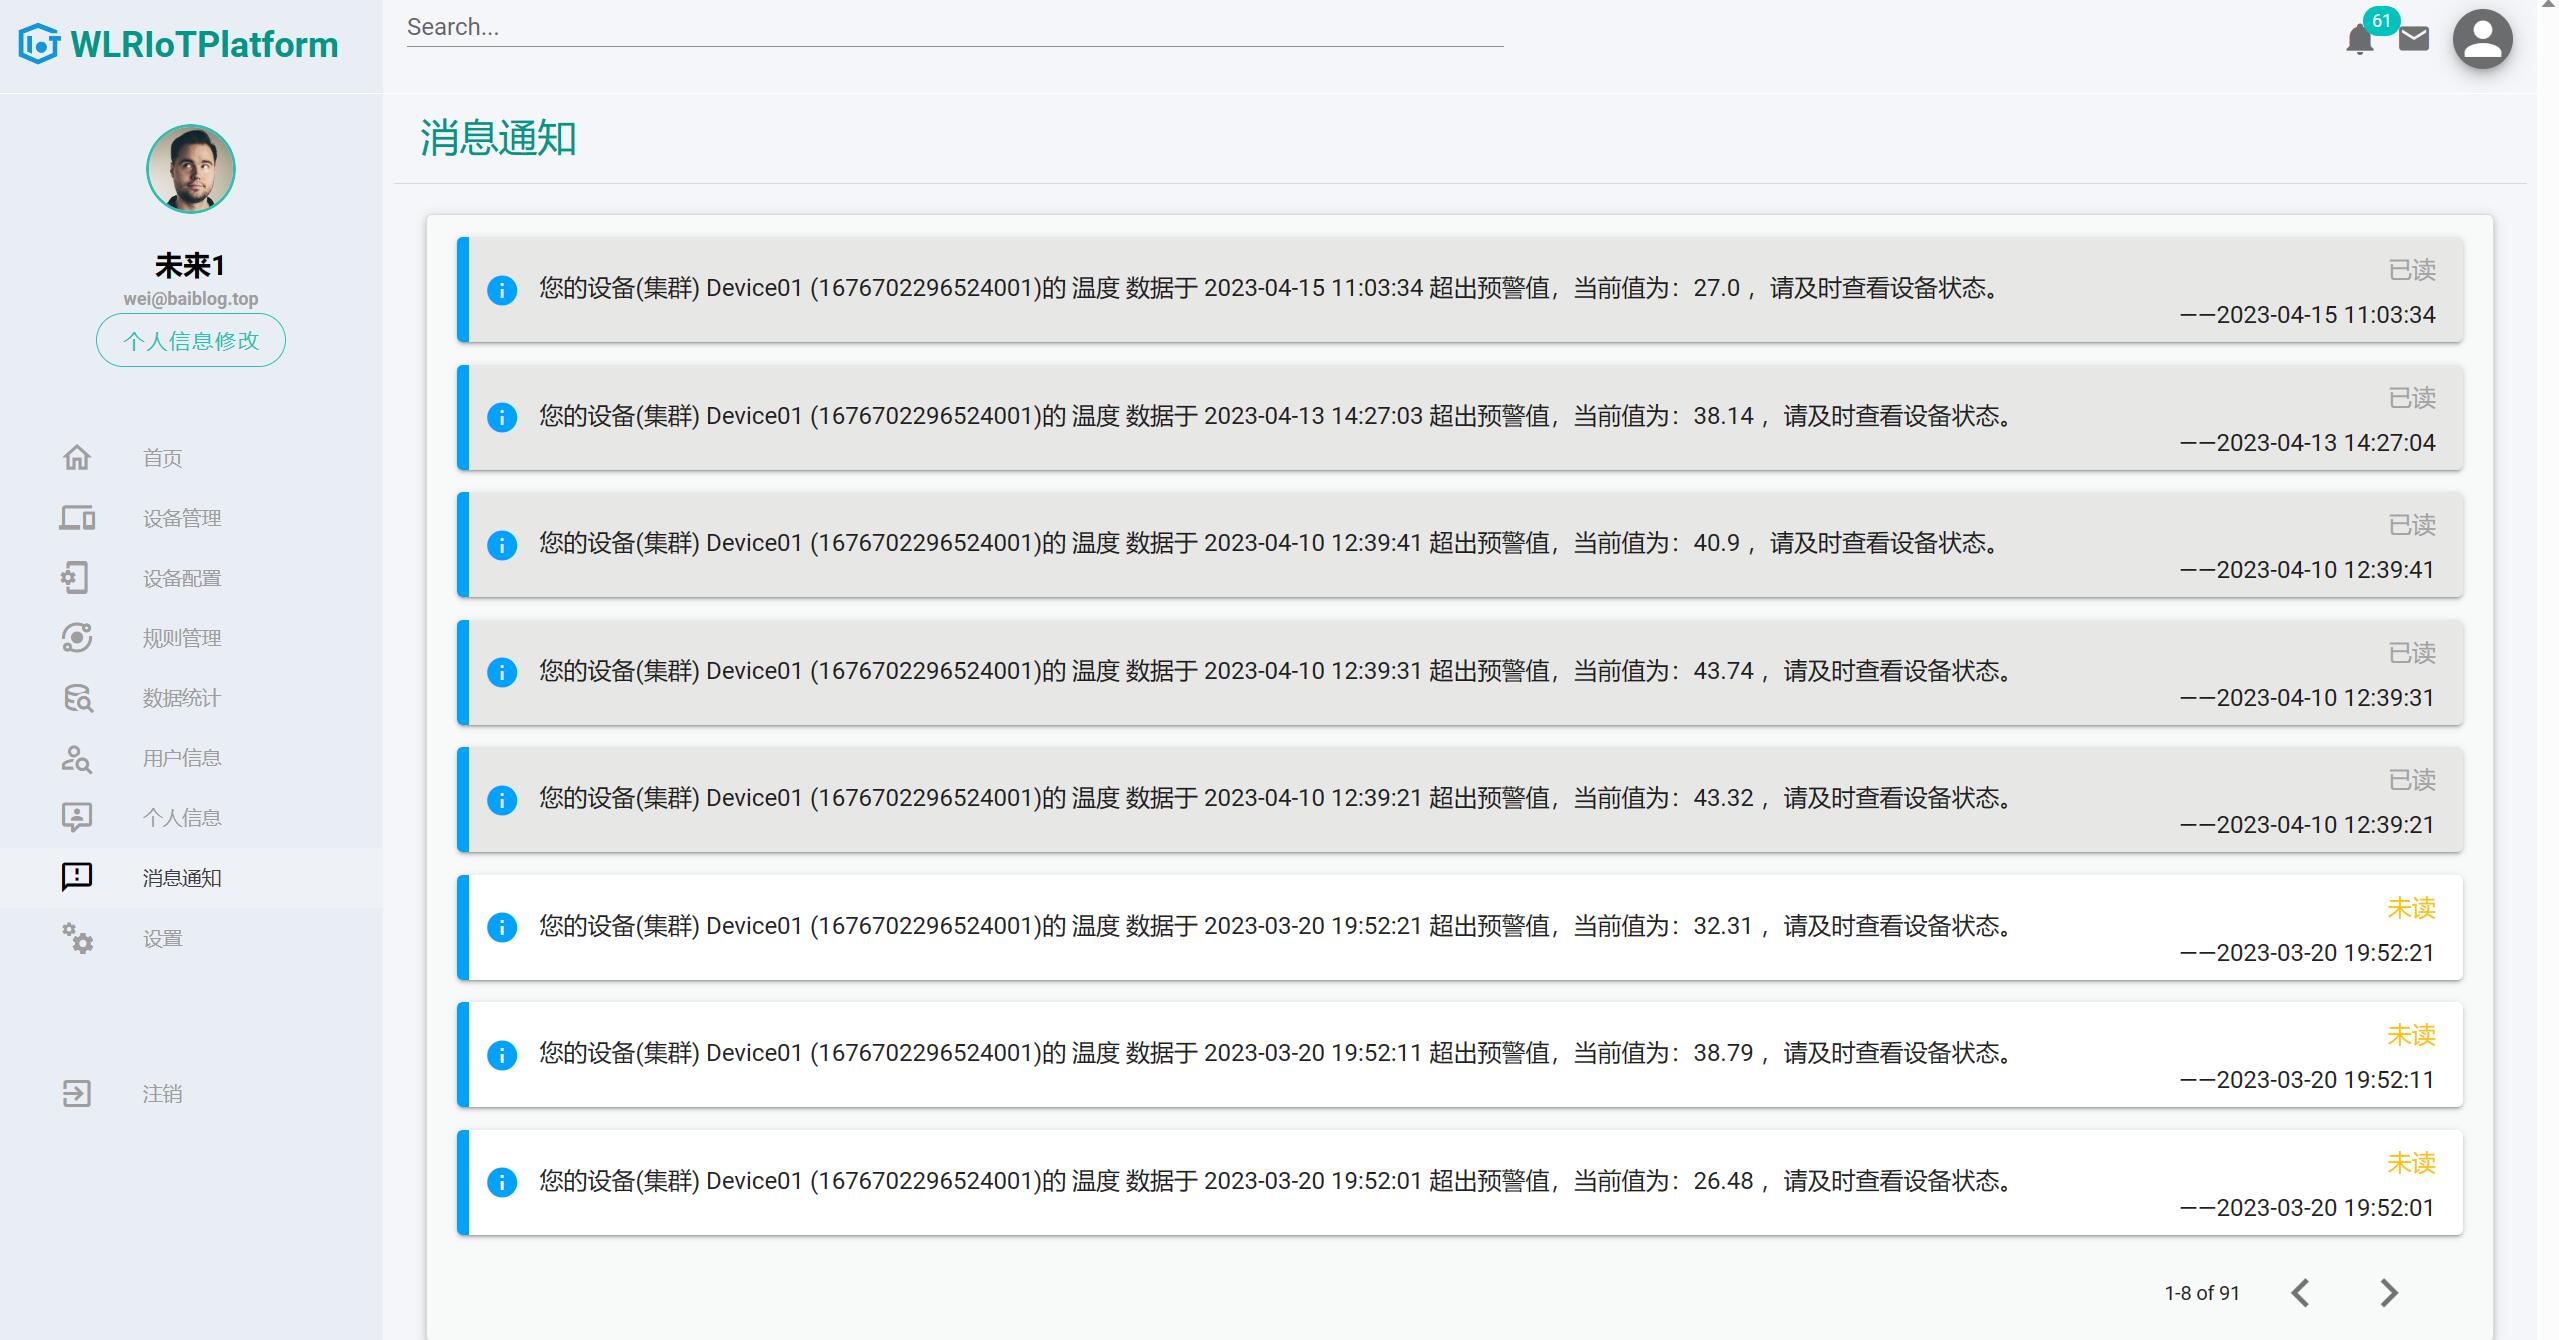 WLRIoTPlatform
Search...
61
未来1
wei@baiblog.top
个人信息修改
首页
设备管理
设备配置
规则管理
数据统计
用户信息
个人信息
消息通知
设置
注销
消息通知
您的设备(集群) Device01 (1676702296524001)的 温度 数据于 2023-04-15 11:03:34 超出预警值，当前值为：27.0 ，请及时查看设备状态。
已读
——2023-04-15 11:03:34
您的设备(集群) Device01 (1676702296524001)的 温度 数据于 2023-04-13 14:27:03 超出预警值，当前值为：38.14 ，请及时查看设备状态。
已读
——2023-04-13 14:27:04
您的设备(集群) Device01 (1676702296524001)的 温度 数据于 2023-04-10 12:39:41 超出预警值，当前值为：40.9 ，请及时查看设备状态。
已读
——2023-04-10 12:39:41
您的设备(集群) Device01 (1676702296524001)的 温度 数据于 2023-04-10 12:39:31 超出预警值，当前值为：43.74 ，请及时查看设备状态。
已读
——2023-04-10 12:39:31
您的设备(集群) Device01 (1676702296524001)的 温度 数据于 2023-04-10 12:39:21 超出预警值，当前值为：43.32 ，请及时查看设备状态。
已读
——2023-04-10 12:39:21
您的设备(集群) Device01 (1676702296524001)的 温度 数据于 2023-03-20 19:52:21 超出预警值，当前值为：32.31 ，请及时查看设备状态。
未读
——2023-03-20 19:52:21
您的设备(集群) Device01 (1676702296524001)的 温度 数据于 2023-03-20 19:52:11 超出预警值，当前值为：38.79 ，请及时查看设备状态。
未读
——2023-03-20 19:52:11
您的设备(集群) Device01 (1676702296524001)的 温度 数据于 2023-03-20 19:52:01 超出预警值，当前值为：26.48 ，请及时查看设备状态。
未读
——2023-03-20 19:52:01
1-8 of 91